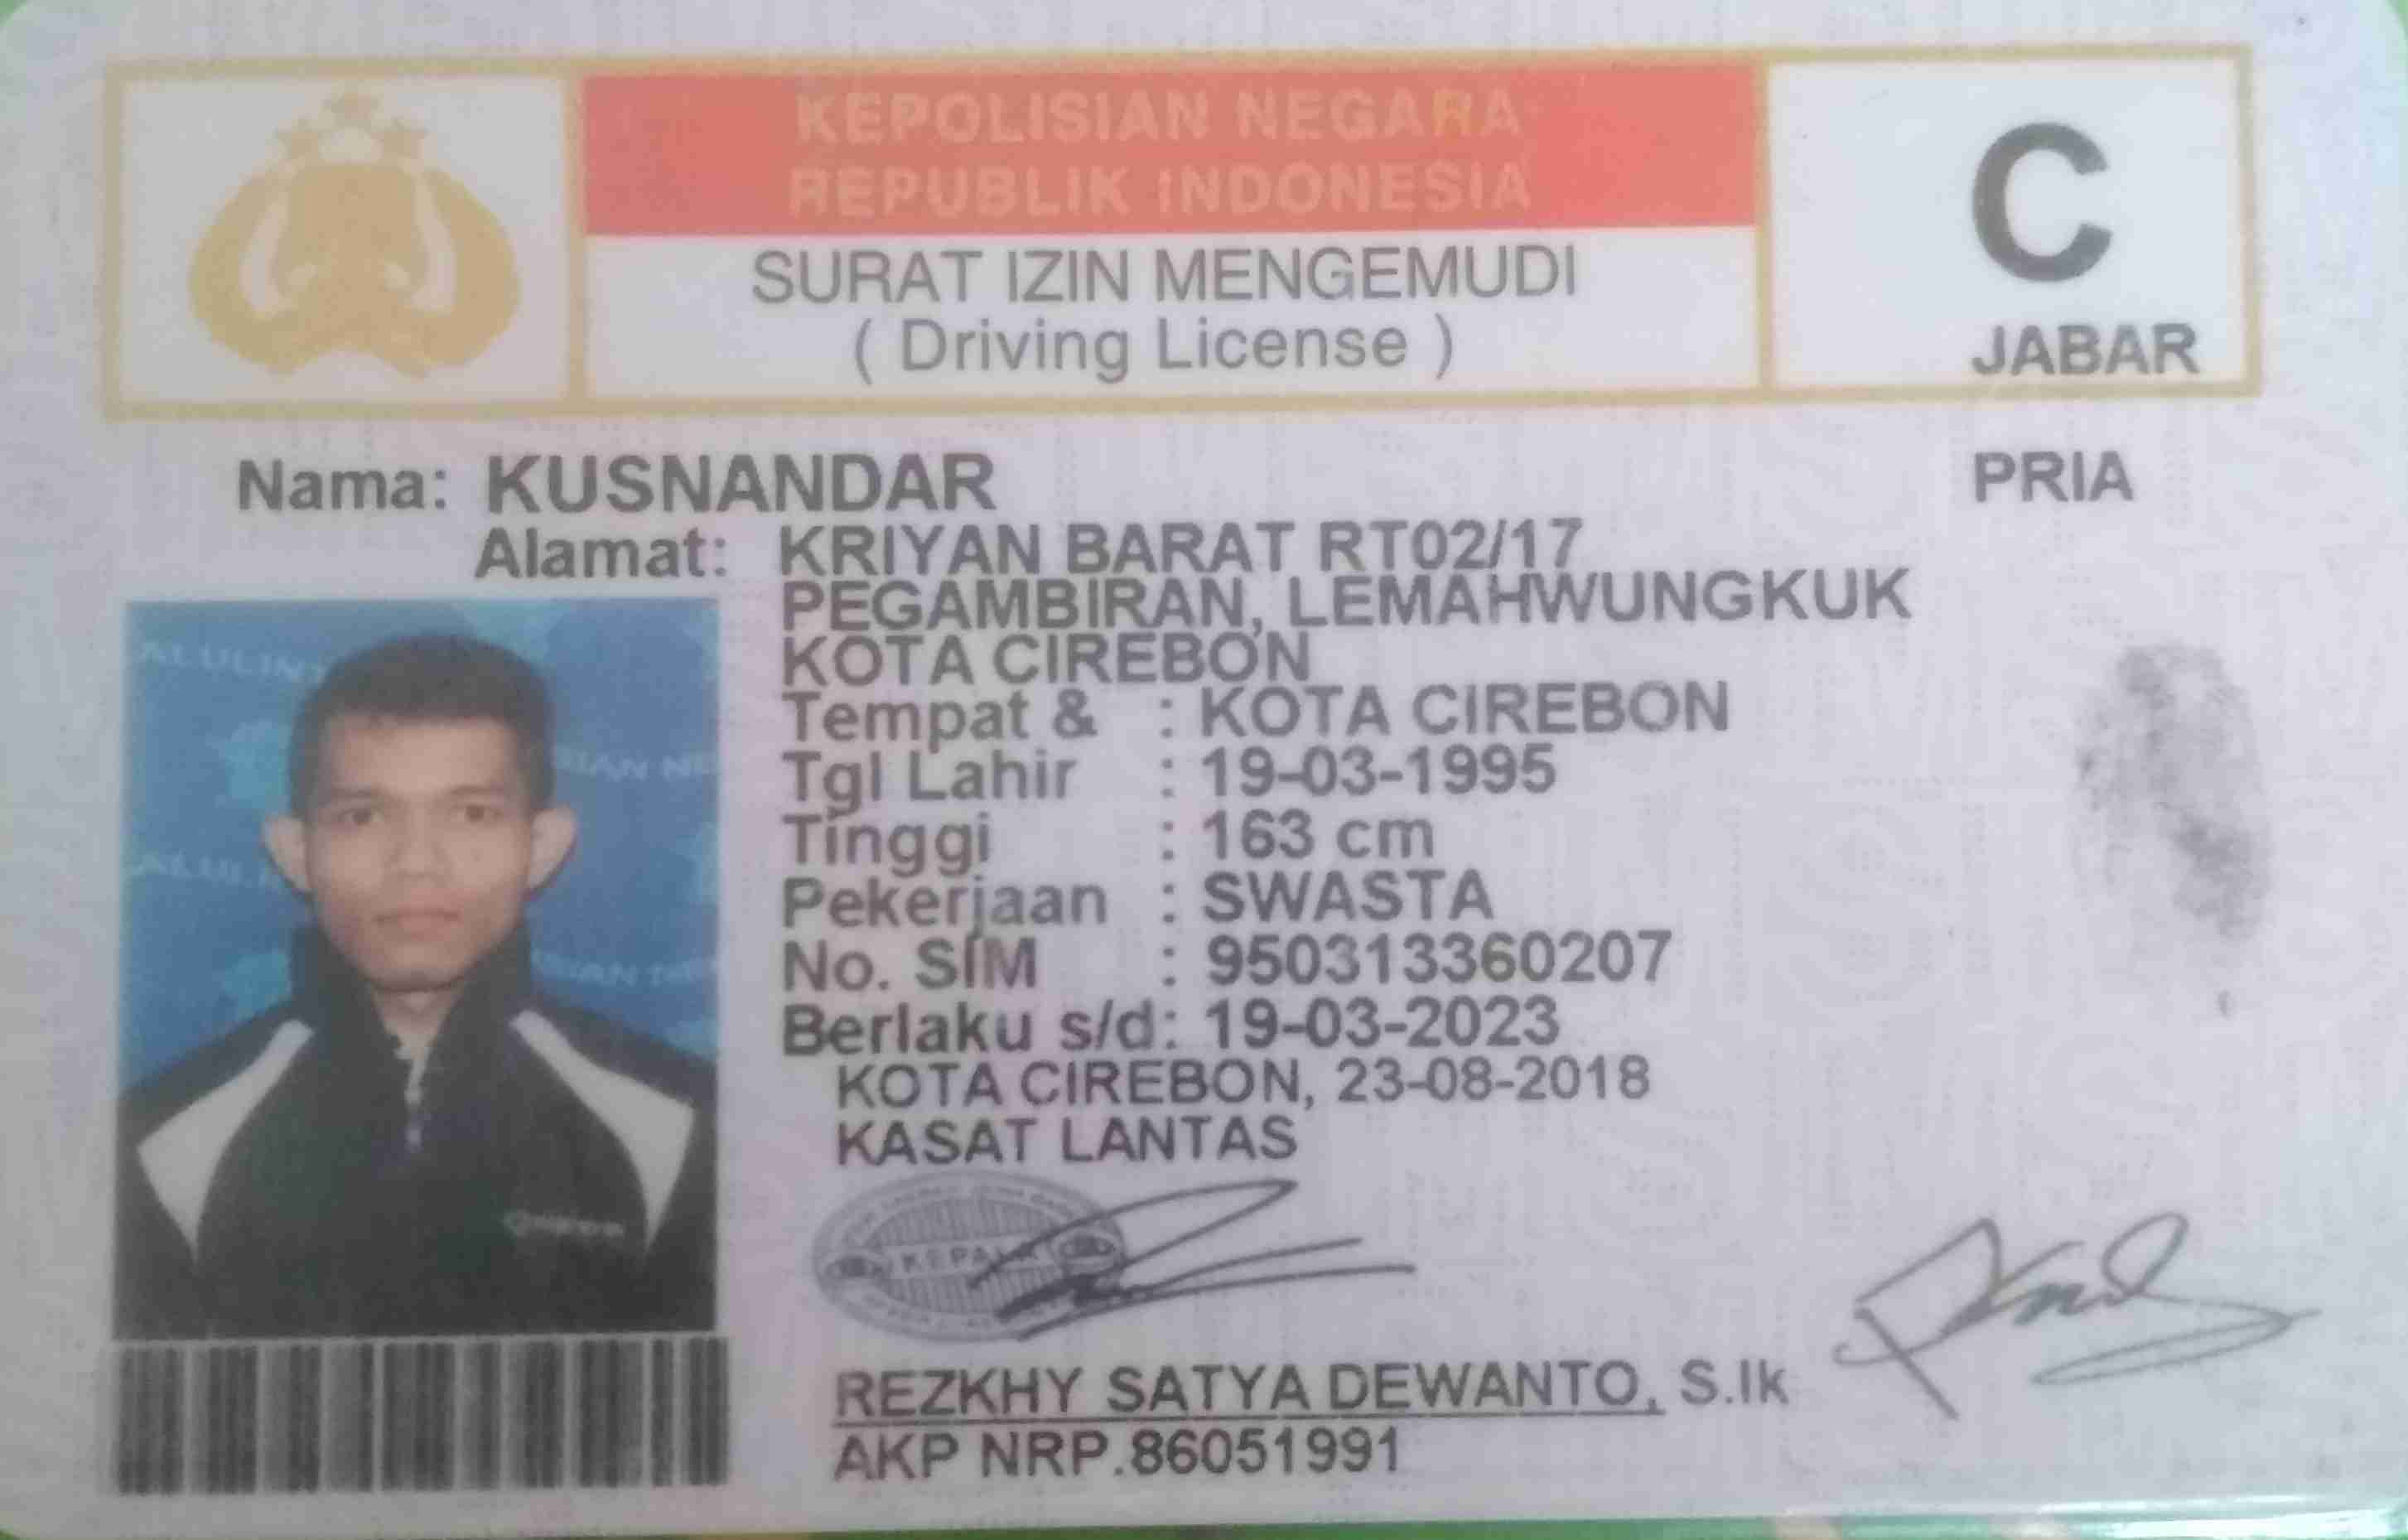 KEPOLISIAN NEGARA
REPUBLIK INDONESIA
SURAT IZIN MENGEMUDI
( Driving License )
C
JABAR
Nama: KUSNANDAR
PRIA
Alamat: KRIYAN BARAT RT02/17
PEGAMBIRAN, LEMAHWUNGKUK
KOTA CIREBON
Tempat & : KOTA CIREBON
Tgl Lahir : 19-03-1995
Tinggi : 163 cm
Pekerjaan : SWASTA
No. SIM : 950313360207
Berlaku s/d: 19-03-2023
KOTA CIREBON, 23-08-2018
KASAT LANTAS
KEPALA
REZKHY SATYA DEWANTO, S.Ik
AKP NRP.86051991